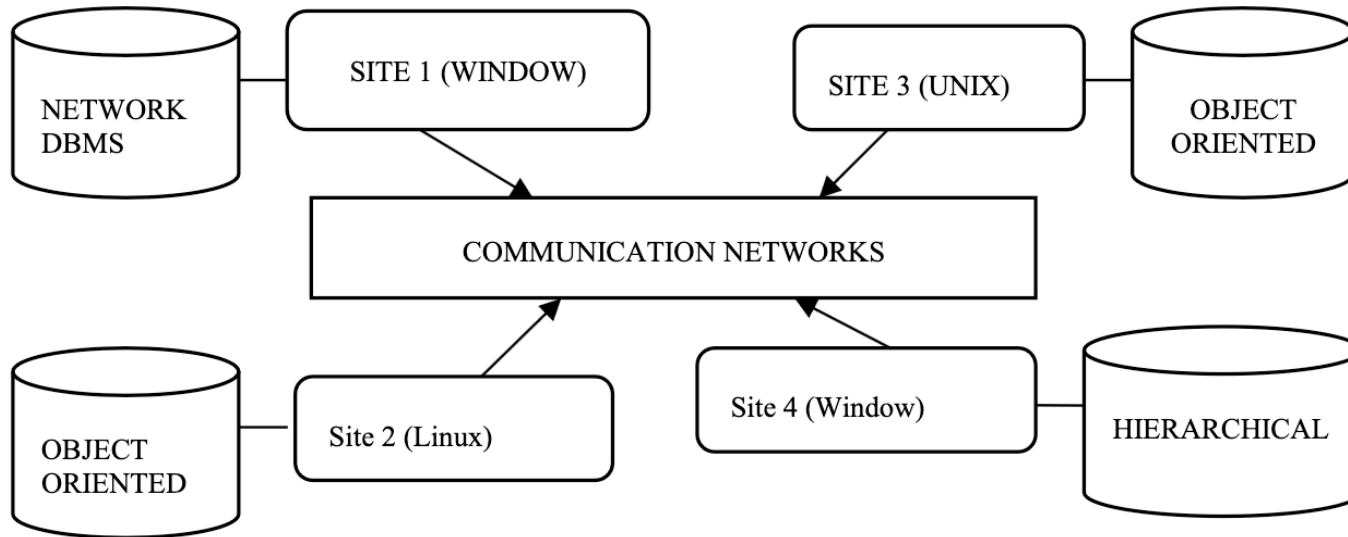 SITE 1 (WINDOW)
NETWORK
DBMS
SITE 3 (UNIX)
OBJECT
ORIENTED
COMMUNICATION NETWORKS
Site 2 (Linux)
OBJECT
ORIENTED
Site 4 (Window)
HIERARCHICAL